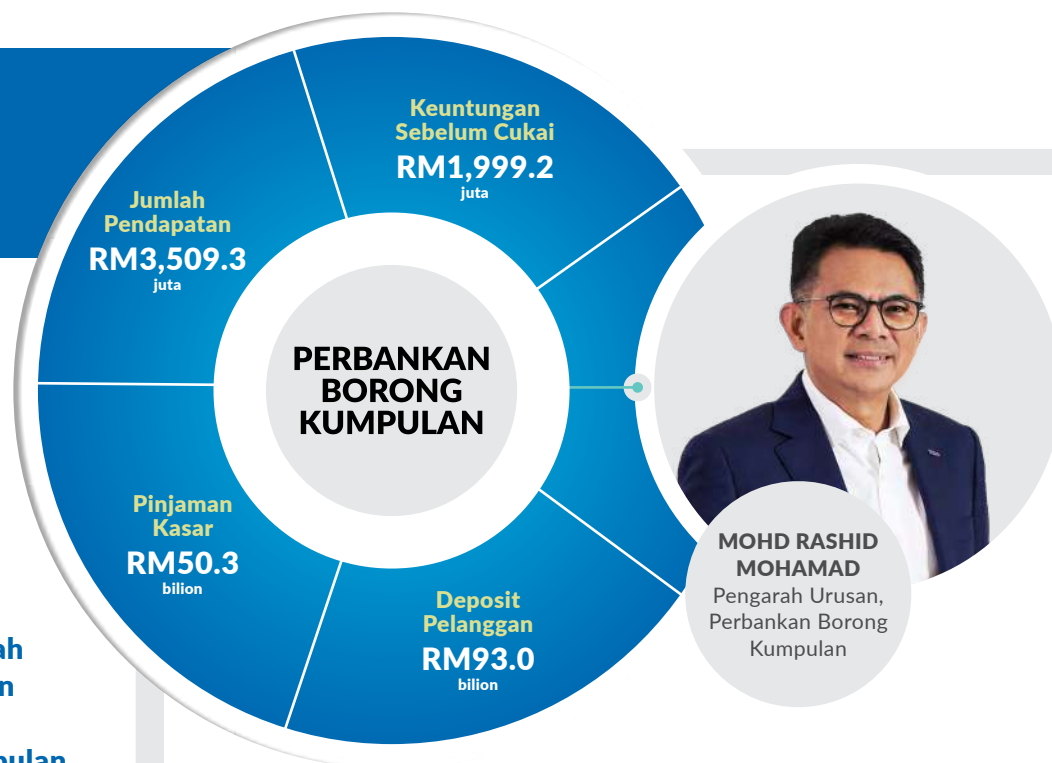 Keuntungan
Sebelum Cukai
RM1,999.2
juta
Jumlah
Pendapatan
RM3,509.3
juta
PERBANKAN
BORONG
KUMPULAN
Pinjaman
Kasar
RM50.3
bilion
Deposit
Pelanggan
RM93.0
bilion
MOHD RASHID
MOHAMAD
Pengarah Urusan,
Perbankan Borong
Kumpulan